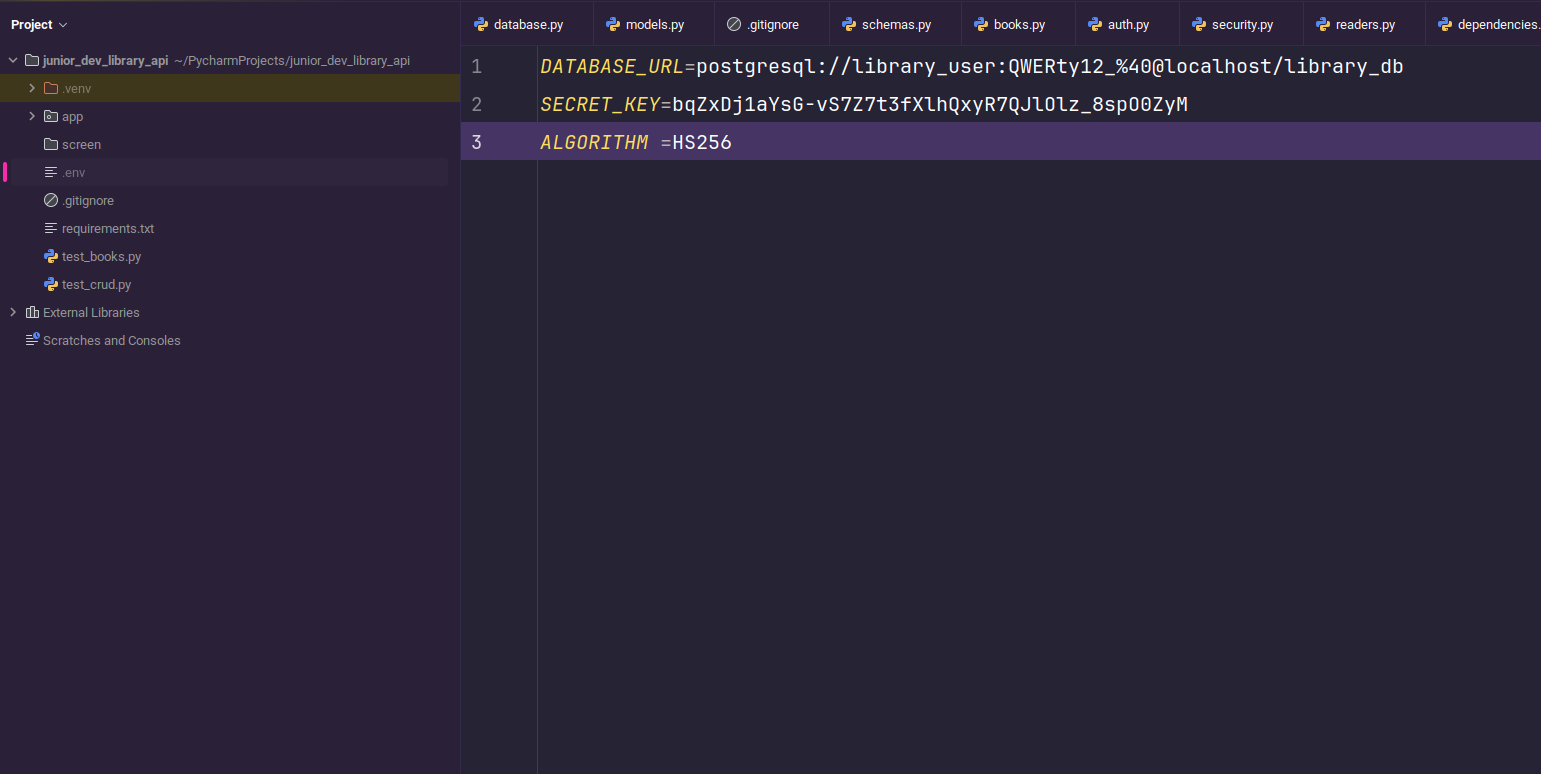 Project
junior_dev_library_api ~/PycharmProjects/junior_dev_library_api
.venv
app
screen
.env
.gitignore
requirements.txt
test_books.py
test_crud.py
External Libraries
Scratches and Consoles
database.py models.py .gitignore schemas.py books.py auth.py security.py readers.py dependencies.
1 DATABASE_URL=postgresql://library_user:QWERty12_%40@localhost/library_db
2 SECRET_KEY=bqZxDj1aYsG-vS7Z7t3fXlhQxyR7QJlOlz_8spO0ZyM
3 ALGORITHM =HS256